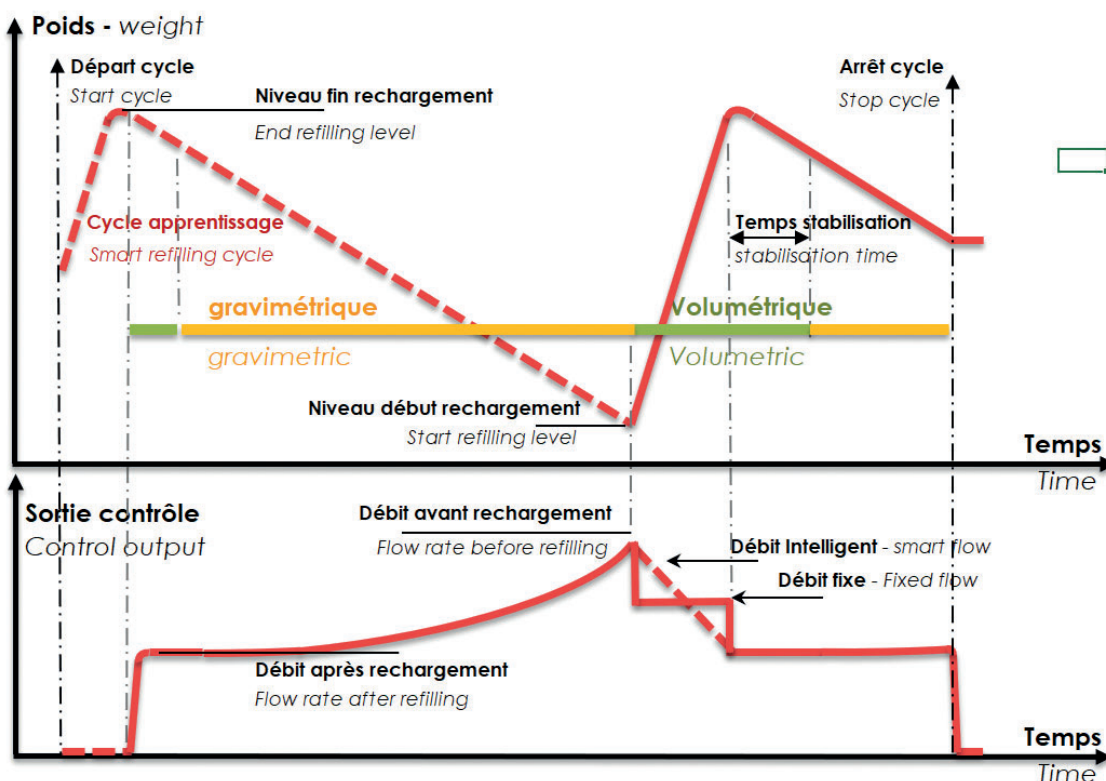 Poids - weight
Départ cycle
Start cycle
Niveau fin rechargement
End refilling level
Arrêt cycle
Stop cycle
Cycle apprentissage
Smart refilling cycle
Temps stabilisation
stabilisation time
gravimétrique
gravimetric
Volumétrique
Volumetric
Niveau début rechargement
Start refilling level
Temps
Time
Sortie contrôle
Control output
Débit avant rechargement
Flow rate before refilling
Débit Intelligent - smart flow
Débit fixe - Fixed flow
Débit après rechargement
Flow rate after refilling
Temps
Time